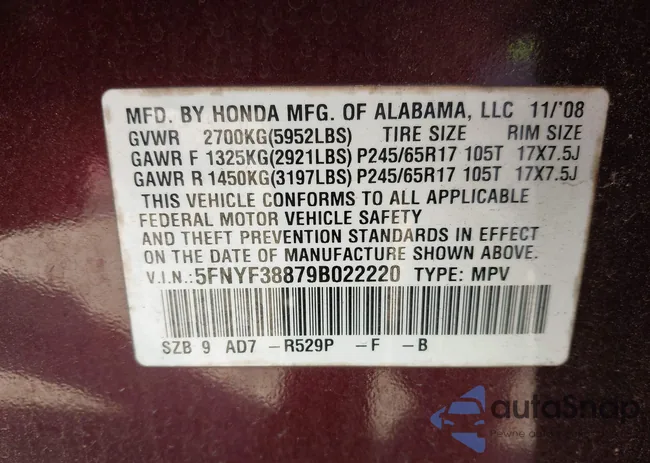 MFD. BY HONDA MFG. OF ALABAMA, LLC 11/'08
GVWR 2700KG(5952LBS) TIRE SIZE RIM SIZE
GAWR F 1325KG(2921LBS) P245/65R17 105T 17X7.5J
GAWR R 1450KG(3197LBS) P245/65R17 105T 17X7.5J
THIS VEHICLE CONFORMS TO ALL APPLICABLE
FEDERAL MOTOR VEHICLE SAFETY
AND THEFT PREVENTION STANDARDS IN EFFECT
ON THE DATE OF MANUFACTURE SHOWN ABOVE.
V.I.N.: 5FNYF38879B022220 TYPE: MPV
SZB 9 AD7 -R529P -F -B
autoSnap
Pewne auto